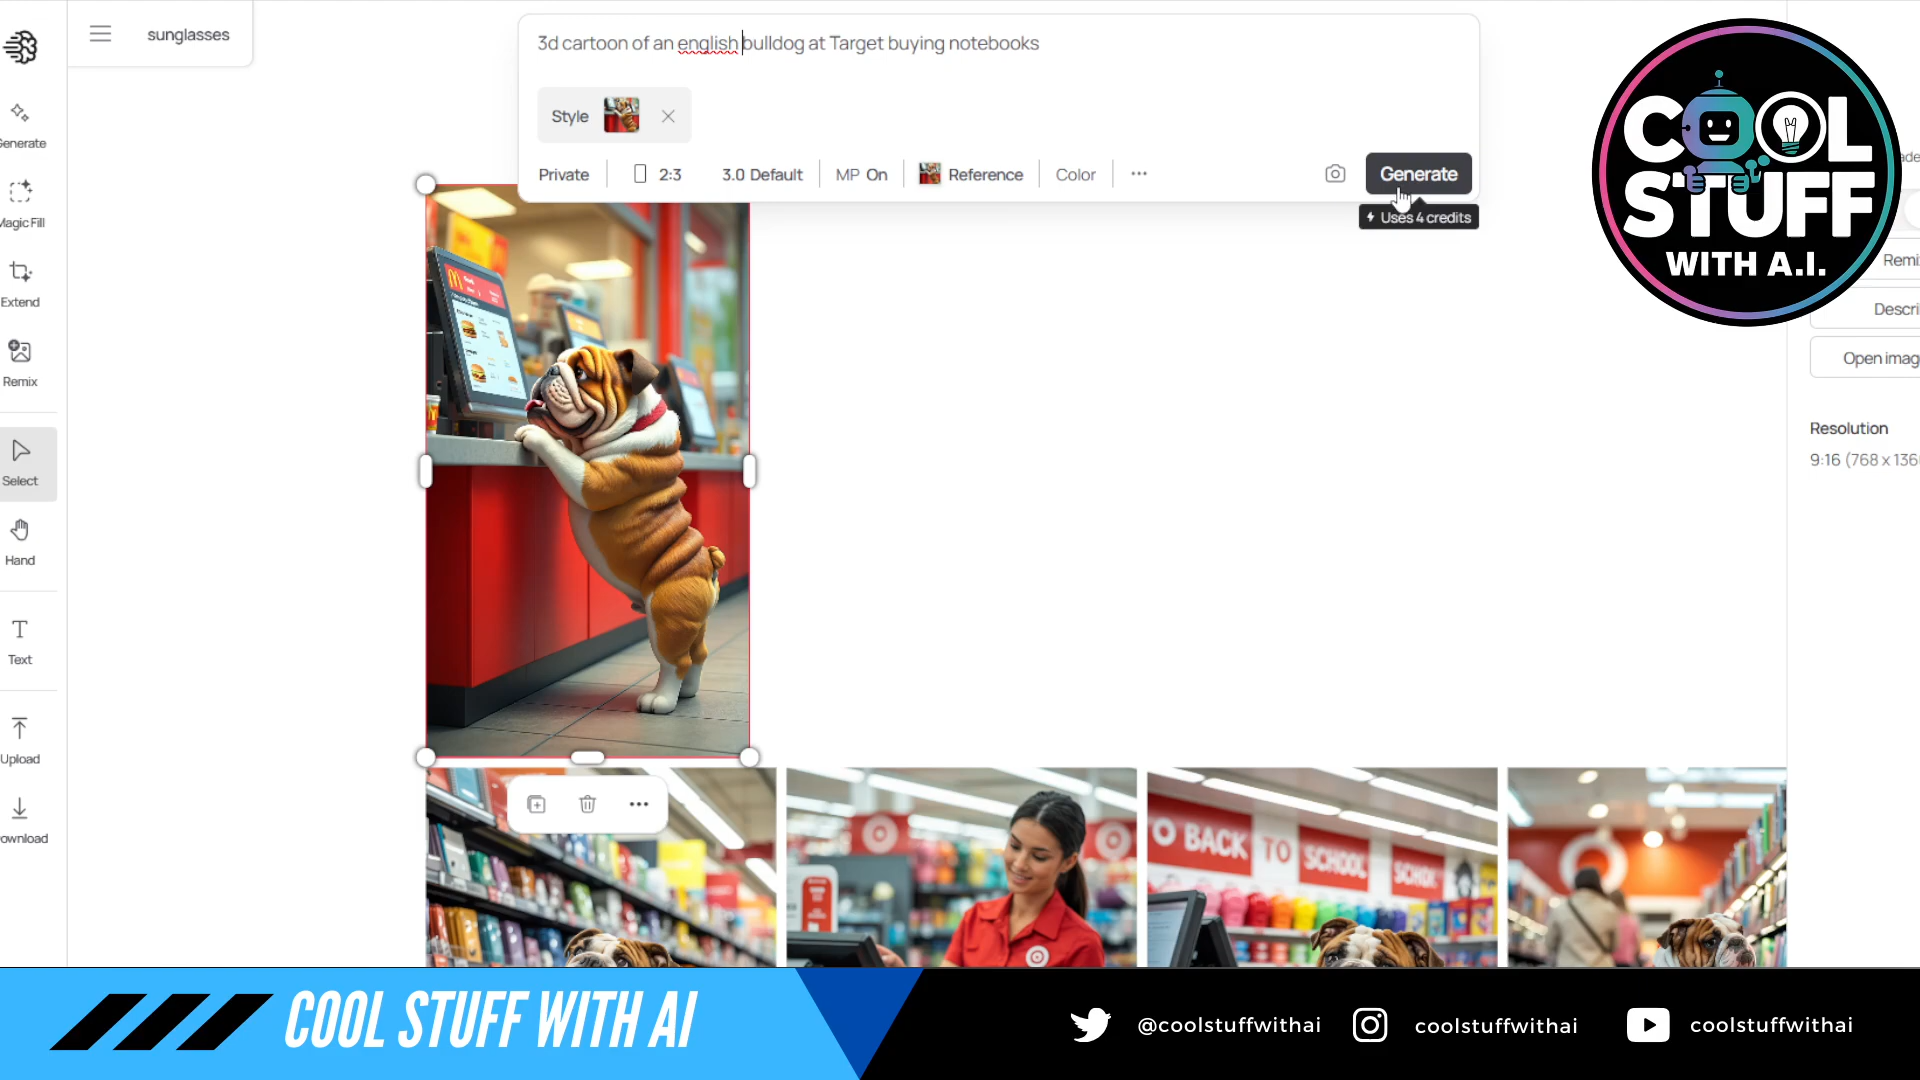 sunglasses
3d cartoon of an english bulldog at Target buying notebooks
Style
Private
2:3
3.0 Default
MP On
Reference
Color
Generate
Uses 4 credits
Generate
Magic Fill
Extend
Remix
Select
Hand
Text
Upload
ownload
COOL
STUFF
WITH A.I.
Remi
Descri
Open imag
Resolution
9:16 (768 x 136
O BACK TO SCHOOL SCHOOL
COOL STUFF WITH AI
@coolstuffwithai
coolstuffwithai
coolstuffwithai